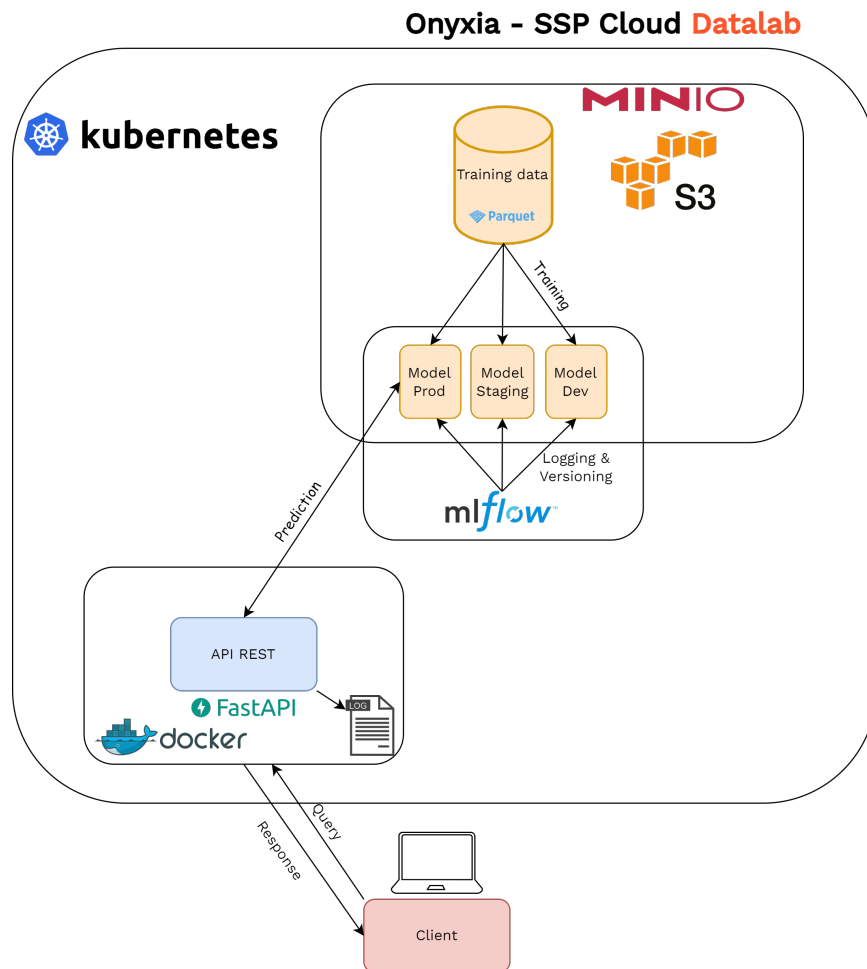 Onyxia - SSP Cloud Datalab
kubernetes
MINIO
S3
Training data
Parquet
Training
Model
Prod
Model
Staging
Model
Dev
Logging &
Versioning
mlflow™
Prediction
API REST
FastAPI
LOG
docker
Query
Response
Client